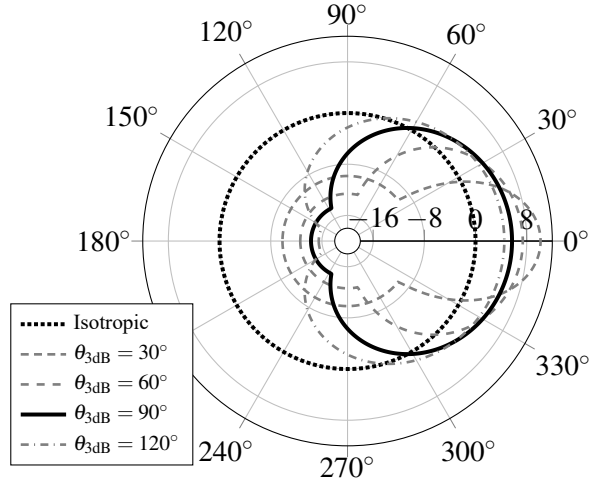 90°
120°
60°
150°
30°
−16 −8 0 8
180°
0°
Isotropic
θ3dB = 30°
θ3dB = 60°
θ3dB = 90°
θ3dB = 120°
330°
240°
300°
270°